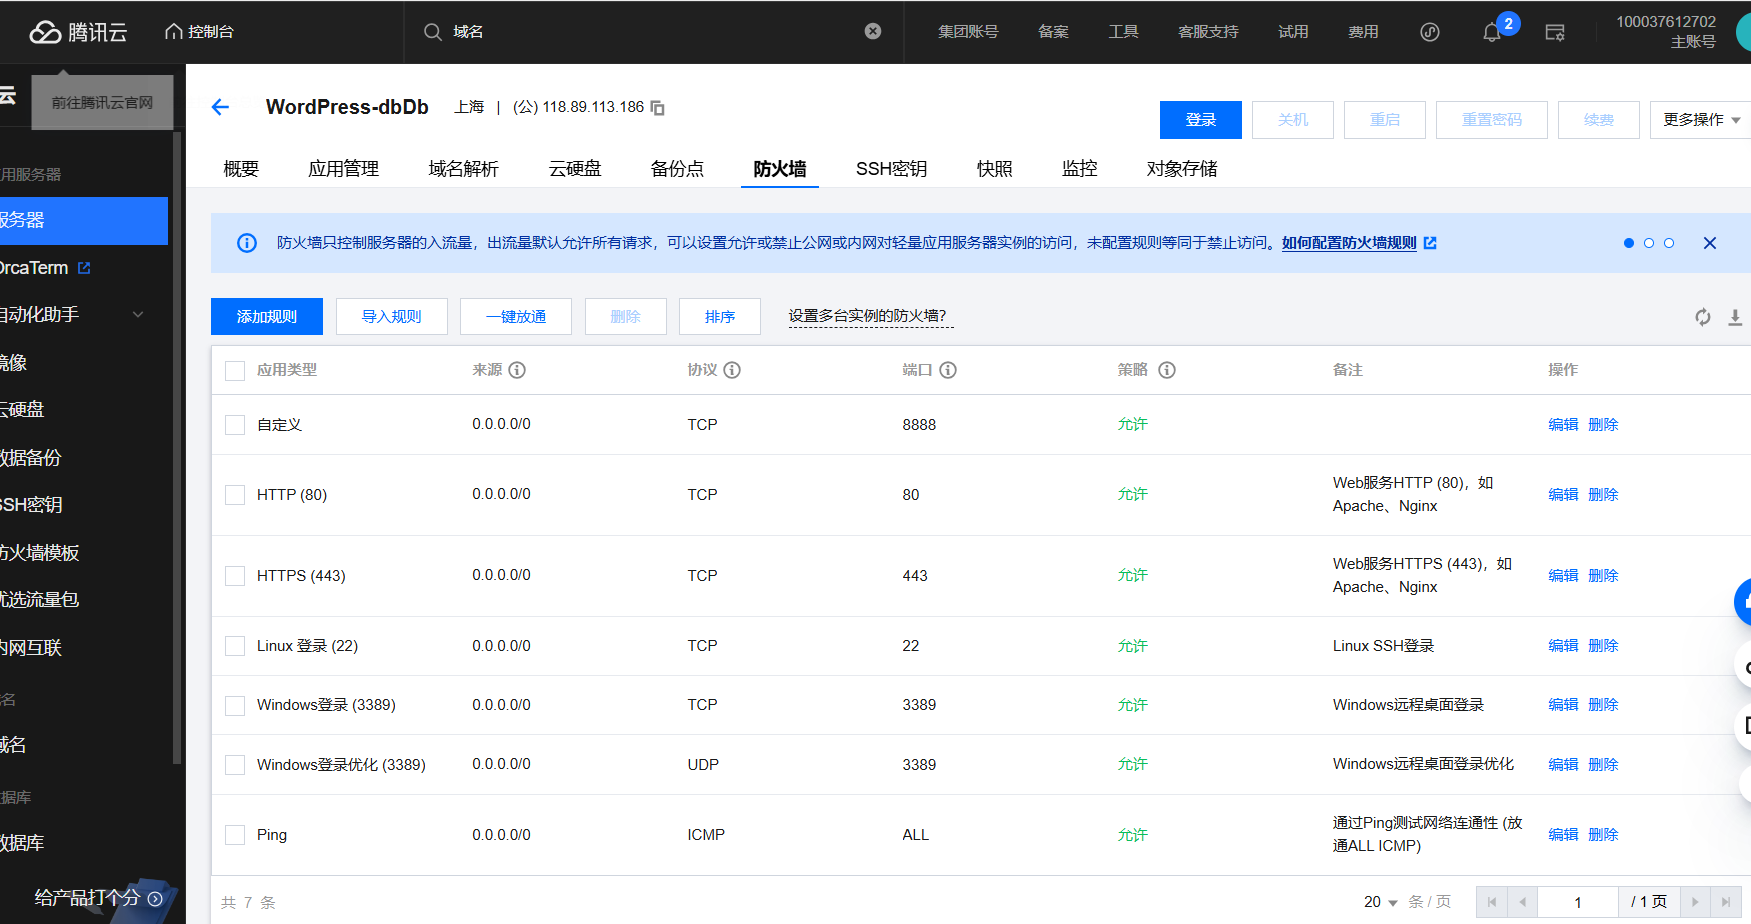 腾讯云
控制台
域名
集团账号
备案
工具
客服支持
试用
费用
2
100037612702
主账号
云
前往腾讯云官网
用服务器
服务器
OrcaTerm
自动化助手
镜像
云硬盘
数据备份
SSH密钥
防火墙模板
优选流量包
内网互联
名
域名
据库
数据库
给产品打个分
WordPress-dbDb
上海 | (公) 118.89.113.186
登录
关机
重启
重置密码
续费
更多操作
概要
应用管理
域名解析
云硬盘
备份点
防火墙
SSH密钥
快照
监控
对象存储
防火墙只控制服务器的入流量，出流量默认允许所有请求，可以设置允许或禁止公网或内网对轻量应用服务器实例的访问，未配置规则等同于禁止访问。如何配置防火墙规则
添加规则
导入规则
一键放通
删除
排序
设置多台实例的防火墙?
应用类型 来源 协议 端口 策略 备注 操作
自定义 0.0.0.0/0 TCP 8888 允许 编辑 删除
HTTP (80) 0.0.0.0/0 TCP 80 允许 Web服务HTTP (80)，如
Apache、Nginx 编辑 删除
HTTPS (443) 0.0.0.0/0 TCP 443 允许 Web服务HTTPS (443)，如
Apache、Nginx 编辑 删除
Linux 登录 (22) 0.0.0.0/0 TCP 22 允许 Linux SSH登录 编辑 删除
Windows登录 (3389) 0.0.0.0/0 TCP 3389 允许 Windows远程桌面登录 编辑 删除
Windows登录优化 (3389) 0.0.0.0/0 UDP 3389 允许 Windows远程桌面登录优化 编辑 删除
Ping 0.0.0.0/0 ICMP ALL 允许 通过Ping测试网络连通性 (放
通ALL ICMP) 编辑 删除
共 7 条
20 条 / 页
1 / 1 页